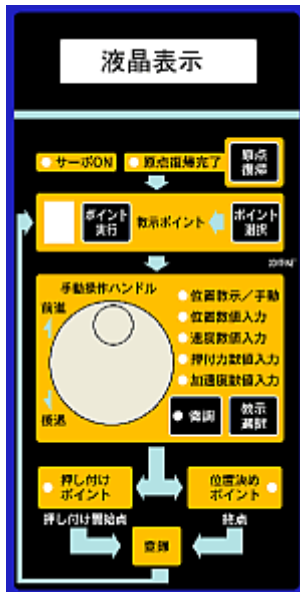 液晶表示
サーボON
原点復帰完了
原点
復帰
ポイント
実行
教示ポイント
ポイント
選択
手動操作ハンドル
前進
後退
位置教示／手動
位置数値入力
速度数値入力
押付力数値入力
加速度数値入力
微調
教示
選択
押し付け
ポイント
位置決め
ポイント
押し付け開始点
終点
登録